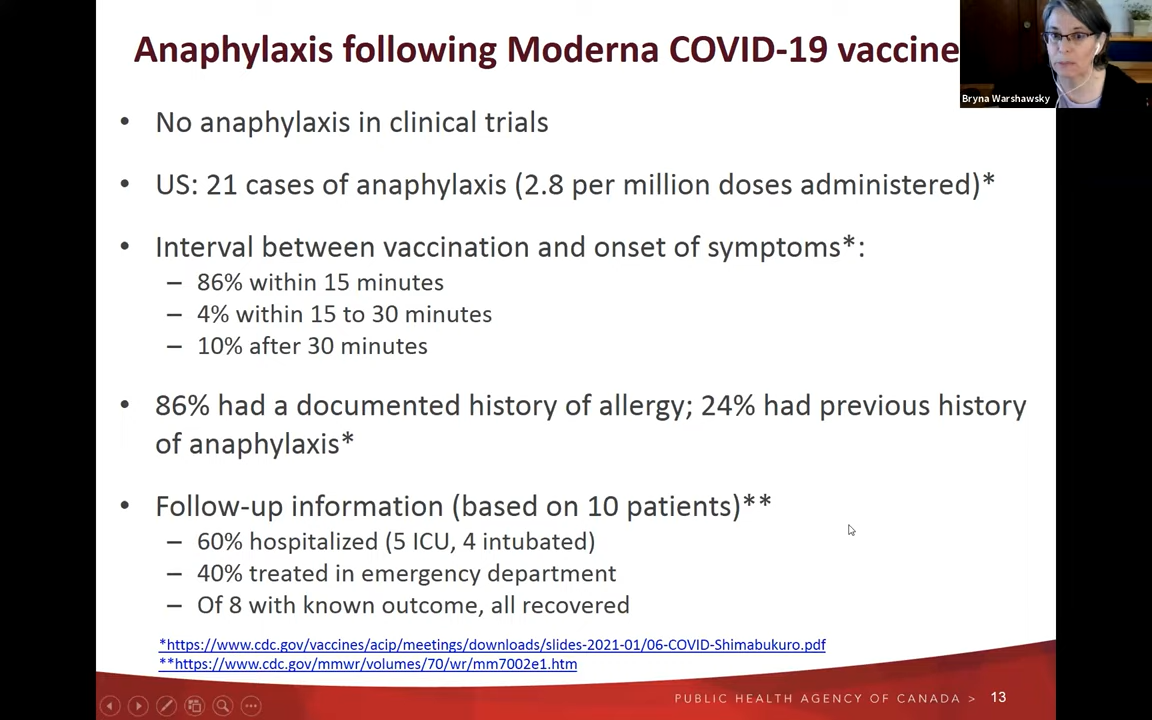 Anaphylaxis following Moderna COVID-19 vaccine
Bryna Warshawsky
• No anaphylaxis in clinical trials
• US: 21 cases of anaphylaxis (2.8 per million doses administered)*
• Interval between vaccination and onset of symptoms*:
– 86% within 15 minutes
– 4% within 15 to 30 minutes
– 10% after 30 minutes
• 86% had a documented history of allergy; 24% had previous history
of anaphylaxis*
• Follow-up information (based on 10 patients)**
– 60% hospitalized (5 ICU, 4 intubated)
– 40% treated in emergency department
– Of 8 with known outcome, all recovered
*https://www.cdc.gov/vaccines/acip/meetings/downloads/slides-2021-01/06-COVID-Shimabukuro.pdf
**https://www.cdc.gov/mmwr/volumes/70/wr/mm7002e1.htm
PUBLIC HEALTH AGENCY OF CANADA > 13